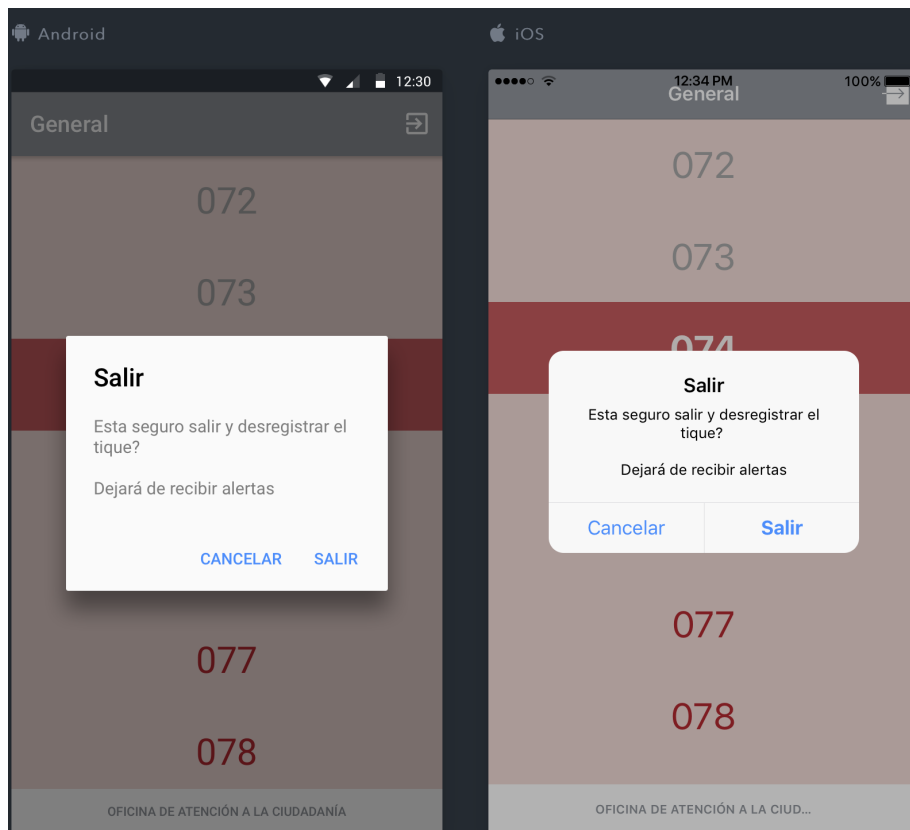 Android
12:30
General
072
073
Salir
Esta seguro salir y desregistrar el
tique?
Dejará de recibir alertas
CANCELAR SALIR
077
078
OFICINA DE ATENCIÓN A LA CIUDADANÍA
iOS
12:34 PM 100%
General
072
073
074
Salir
Esta seguro salir y desregistrar el
tique?
Dejará de recibir alertas
Cancelar Salir
077
078
OFICINA DE ATENCIÓN A LA CIUD...